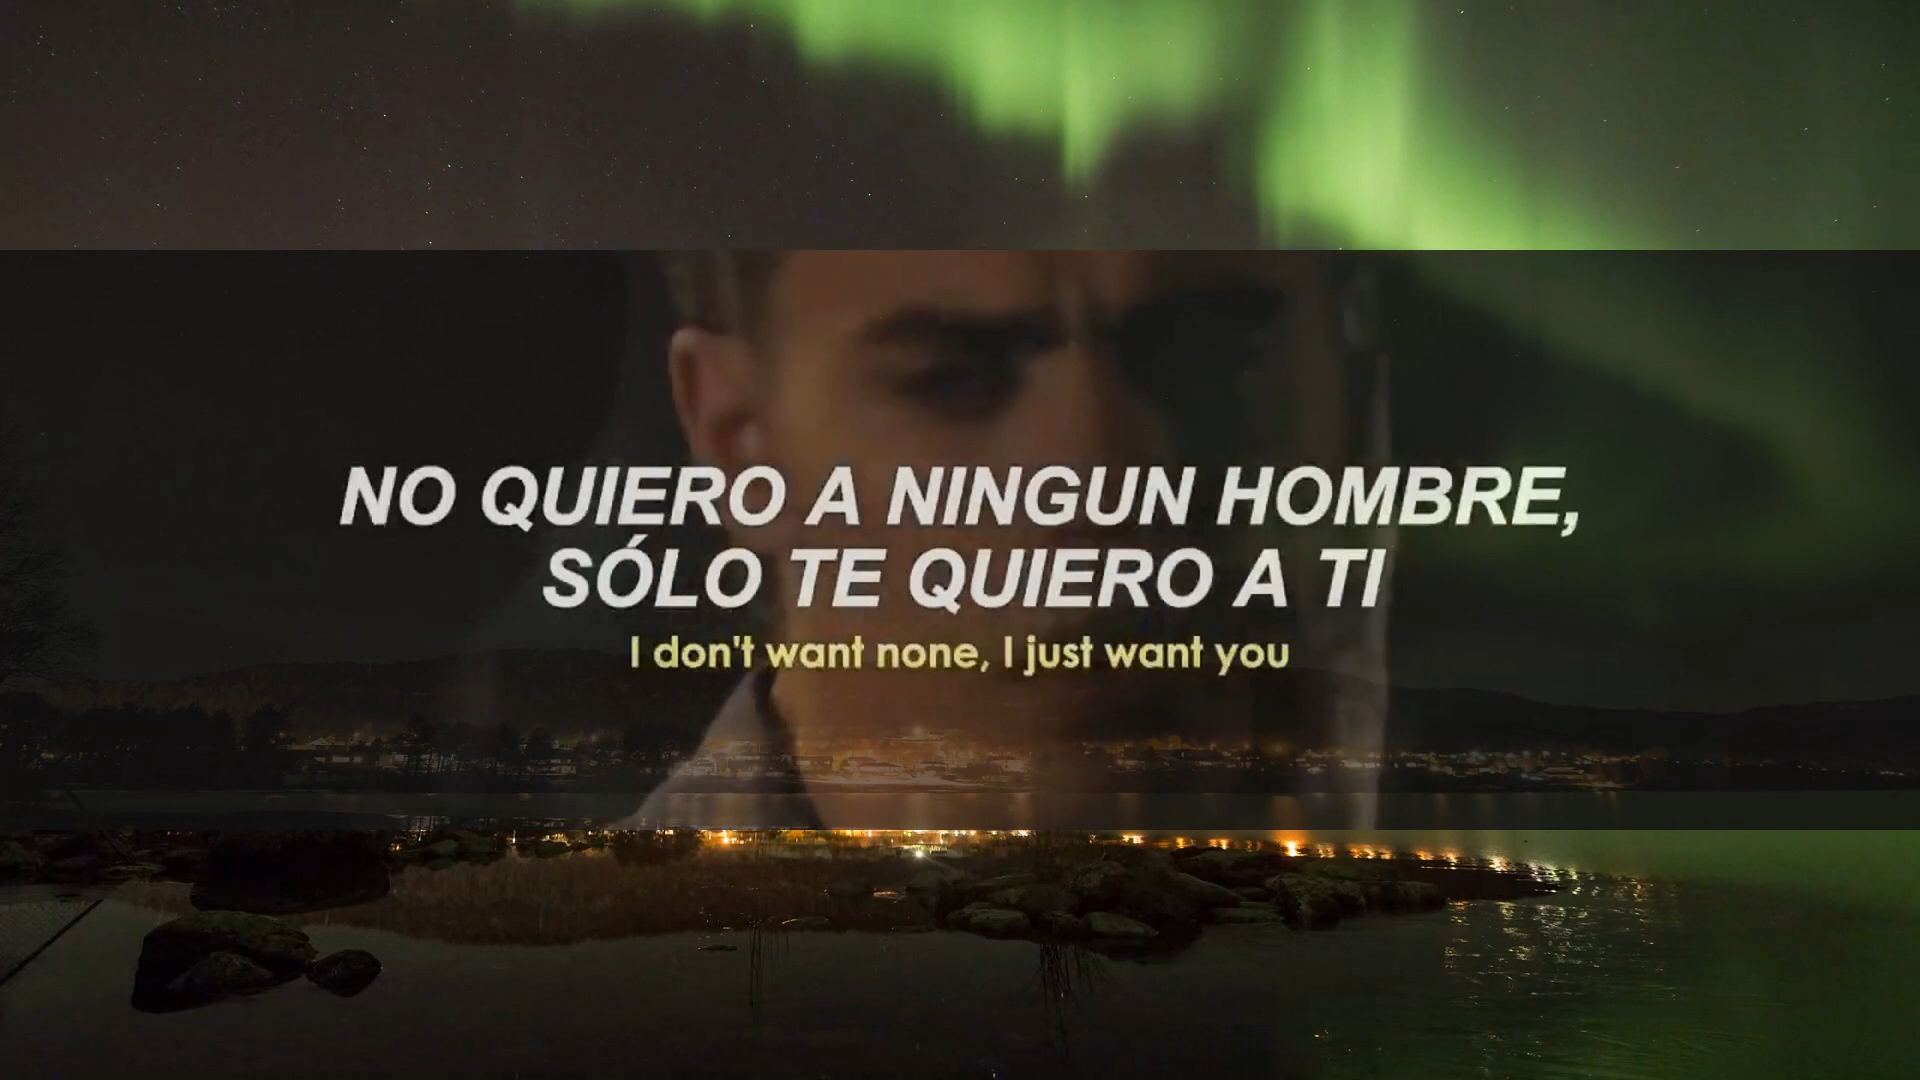 NO QUIERO A NINGUN HOMBRE,
SÓLO TE QUIERO A TI
I don't want none, I just want you